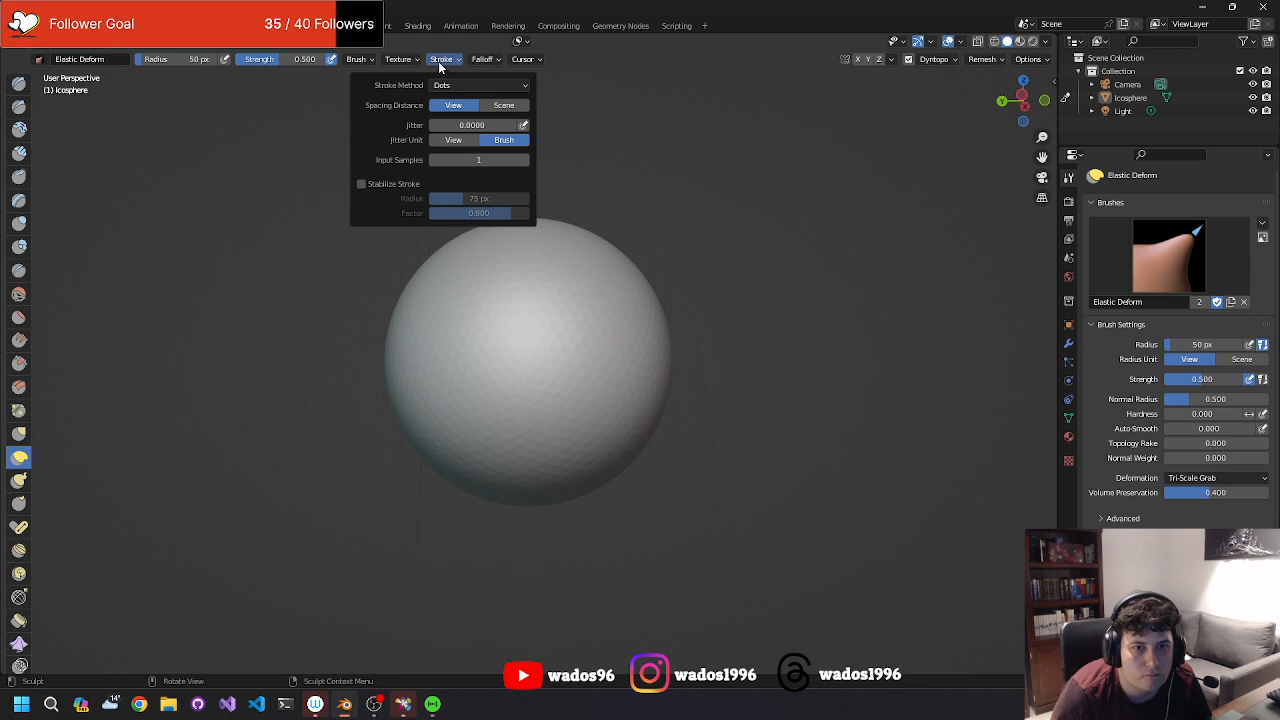 Follower Goal 35 / 40 Followers
Animation Rendering Compositing Geometry Nodes Scripting +
Scene ViewLayer
Elastic Deform Radius 50 px Strength 0.500 Brush Texture Stroke Falloff Cursor X Y Z Dyntopo Remesh Options
User Perspective
(1) Icosphere
Stroke Method Dots
Spacing Distance View Scene
Jitter 0.0000
Jitter Unit View Brush
Input Samples 1
Stabilize Stroke
Radius 75 px
Factor 0.900
Scene Collection
Collection
Camera
Icosphere
Light
Elastic Deform
Brushes
Elastic Deform 2
Brush Settings
Radius 50 px
Radius Unit View Scene
Strength 0.500
Normal Radius 0.500
Hardness 0.000
Auto-Smooth 0.000
Topology Rake 0.000
Normal Weight 0.000
Deformation Tri-Scale Grab
Volume Preservation 0.400
Advanced
wados96 wados1996 wados1996
Sculpt Rotate View Sculpt Context Menu
14°